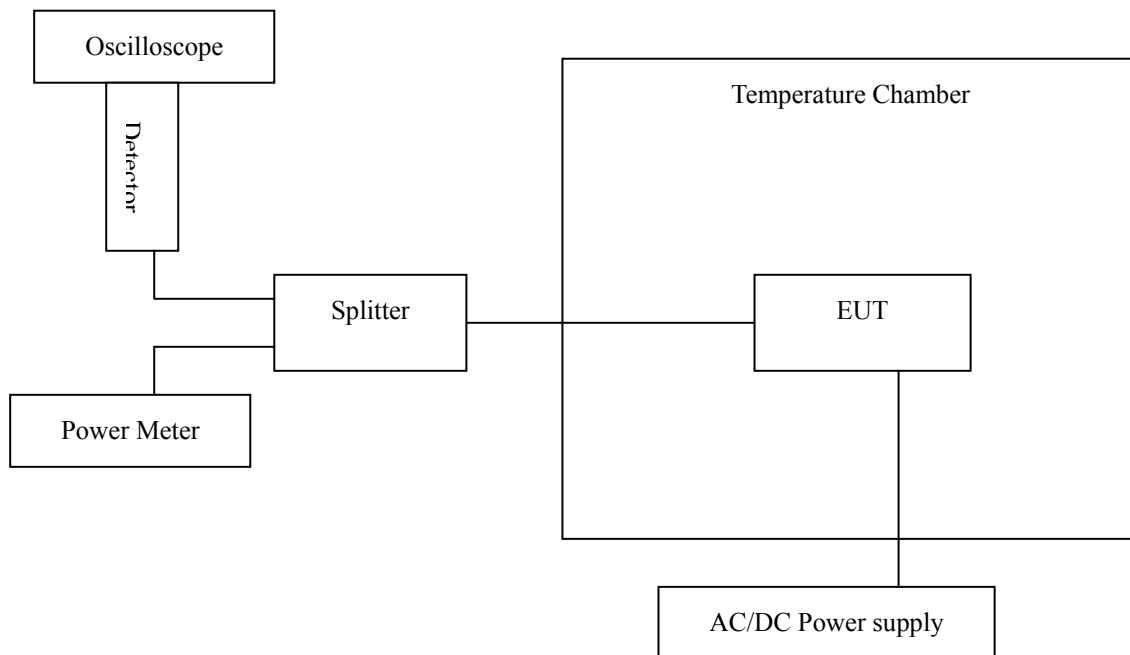 Oscilloscope
Temperature Chamber
Detector
Splitter
EUT
Power Meter
AC/DC Power supply